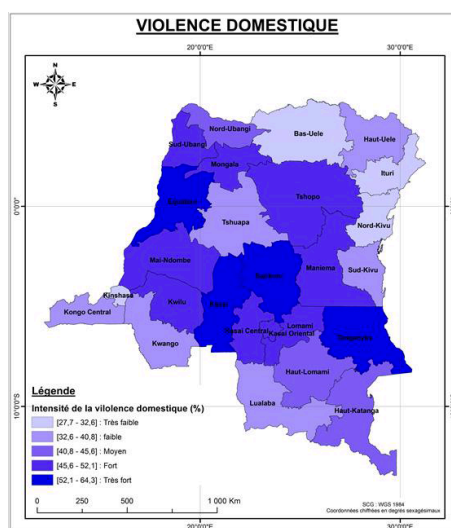 VIOLENCE DOMESTIQUE
20°0'0"E
30°0'0"E
N
W
E
S
Nord-Ubangi
Bas-Uele
Haut-Uele
Sud-Ubangi
Mongala
Ituri
Tshopo
0°0'0"
Tshuapa
Nord-Kivu
Mai-Ndombe
Maniema
Sud-Kivu
Kinshasa
Kwilu
Kongo Central
Lomami
Kasai Central
Kasai Oriental
Kwango
Haut-Lomami
Légende
Intensité de la vilolence domestique (%)
Lualaba
Haut-Katanga
10°0'0"S
[27,7 - 32,6] : Très faible
[32,6 - 40,8] : faible
[40,8 - 45,6] : Moyen
[45,6 - 52,1] : Fort
[52,1 - 64,3] : Très fort
0
250
500
1 000 Km
SCG : WGS 1984
Coordonnées chiffrées en degrés sexagésimaux
20°0'0"E
30°0'0"E